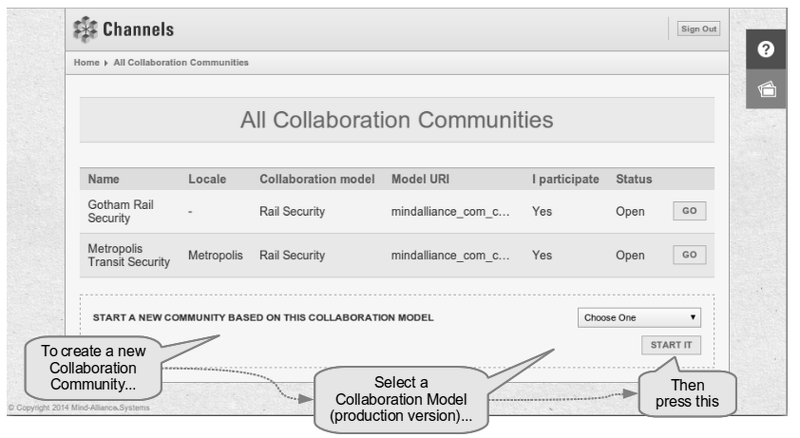 Channels
Sign Out
Home ▸ All Collaboration Communities
?
All Collaboration Communities
Name Locale Collaboration model Model URI I participate Status
Gotham Rail
Security
- Rail Security mindalliance_com_c... Yes Open GO
Metropolis
Transit Security
Metropolis Rail Security mindalliance_com_c... Yes Open GO
START A NEW COMMUNITY BASED ON THIS COLLABORATION MODEL
Choose One
START IT
To create a new
Collaboration
Community...
Select a
Collaboration Model
(production version)...
Then
press this
© Copyright 2014 Mind-Alliance Systems